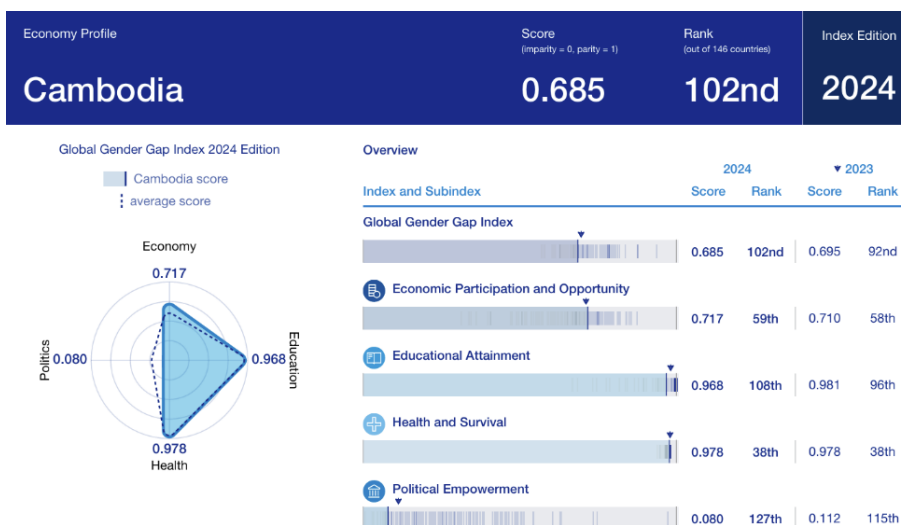 Economy Profile
Cambodia
Score
(imparity = 0, parity = 1)
0.685
Rank
(out of 146 countries)
102nd
Index Edition
2024
Global Gender Gap Index 2024 Edition
Cambodia score
average score
Economy
0.717
Politics
0.080
0.968
Education
0.978
Health
Overview
2024 2023
Index and Subindex Score Rank Score Rank
Global Gender Gap Index
0.685 102nd 0.695 92nd
Economic Participation and Opportunity
0.717 59th 0.710 58th
Educational Attainment
0.968 108th 0.981 96th
Health and Survival
0.978 38th 0.978 38th
Political Empowerment
0.080 127th 0.112 115th